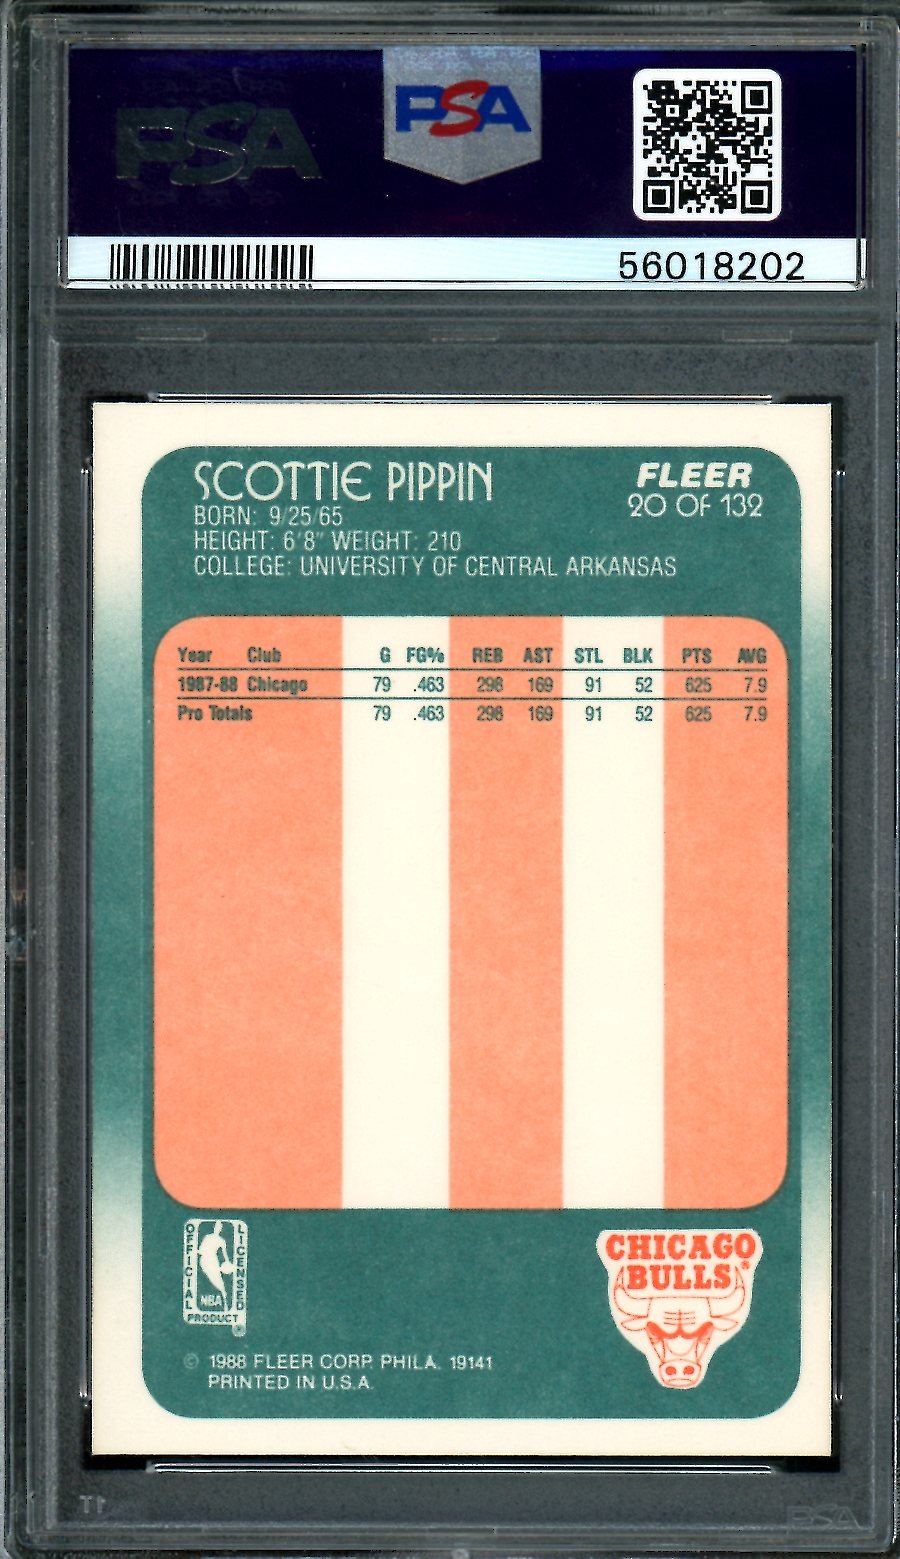 PSA
PSA
56018202
SCOTTIE PIPPIN
FLEER
20 OF 132
BORN: 9/25/65
HEIGHT: 6'8" WEIGHT: 210
COLLEGE: UNIVERSITY OF CENTRAL ARKANSAS
Year Club G FG% REB AST STL BLK PTS AVG
1987-88 Chicago 79 .463 298 169 91 52 625 7.9
Pro Totals 79 .463 298 169 91 52 625 7.9
OFFICIAL LICENSED
NBA
PRODUCT
®
CHICAGO
BULLS®
© 1988 FLEER CORP. PHILA. 19141
PRINTED IN U.S.A.
PSA